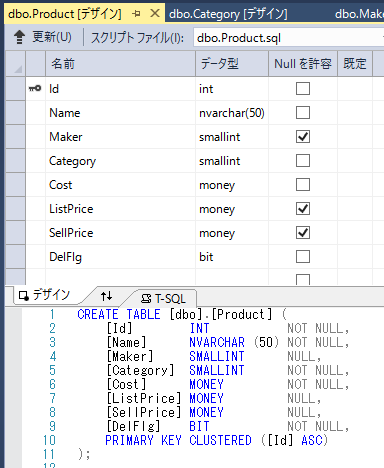 dbo.Product [デザイン] dbo.Category [デザイン] dbo.Make
更新(U) スクリプト ファイル(I): dbo.Product.sql
名前 データ型 Null を許容 既定
Id int
Name nvarchar(50)
Maker smallint
Category smallint
Cost money
ListPrice money
SellPrice money
DelFlg bit
デザイン T-SQL
1 CREATE TABLE [dbo].[Product] (
2 [Id] INT NOT NULL,
3 [Name] NVARCHAR (50) NOT NULL,
4 [Maker] SMALLINT NULL,
5 [Category] SMALLINT NOT NULL,
6 [Cost] MONEY NOT NULL,
7 [ListPrice] MONEY NULL,
8 [SellPrice] MONEY NULL,
9 [DelFlg] BIT NOT NULL,
10 PRIMARY KEY CLUSTERED ([Id] ASC)
11 );